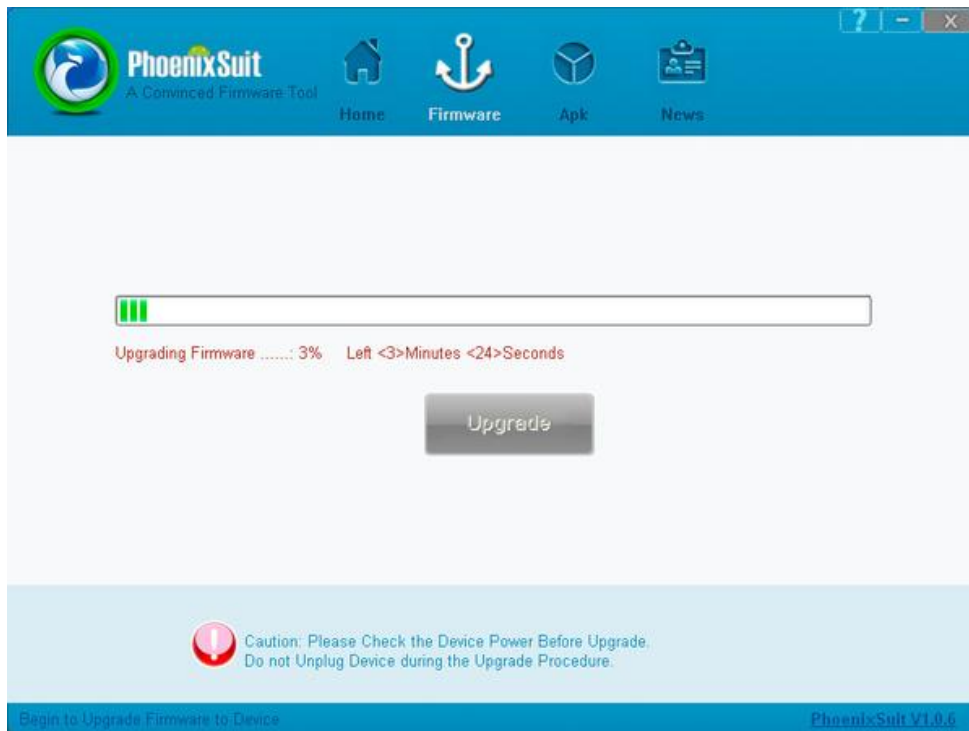 ? - X
PhoenixSuit
A Convinced Firmware Tool
Home Firmware Apk News
Upgrading Firmware ......: 3% Left <3>Minutes <24>Seconds
Upgrade
Caution: Please Check the Device Power Before Upgrade.
Do not Unplug Device during the Upgrade Procedure.
Begin to Upgrade Firmware to Device PhoenixSuit V1.0.6